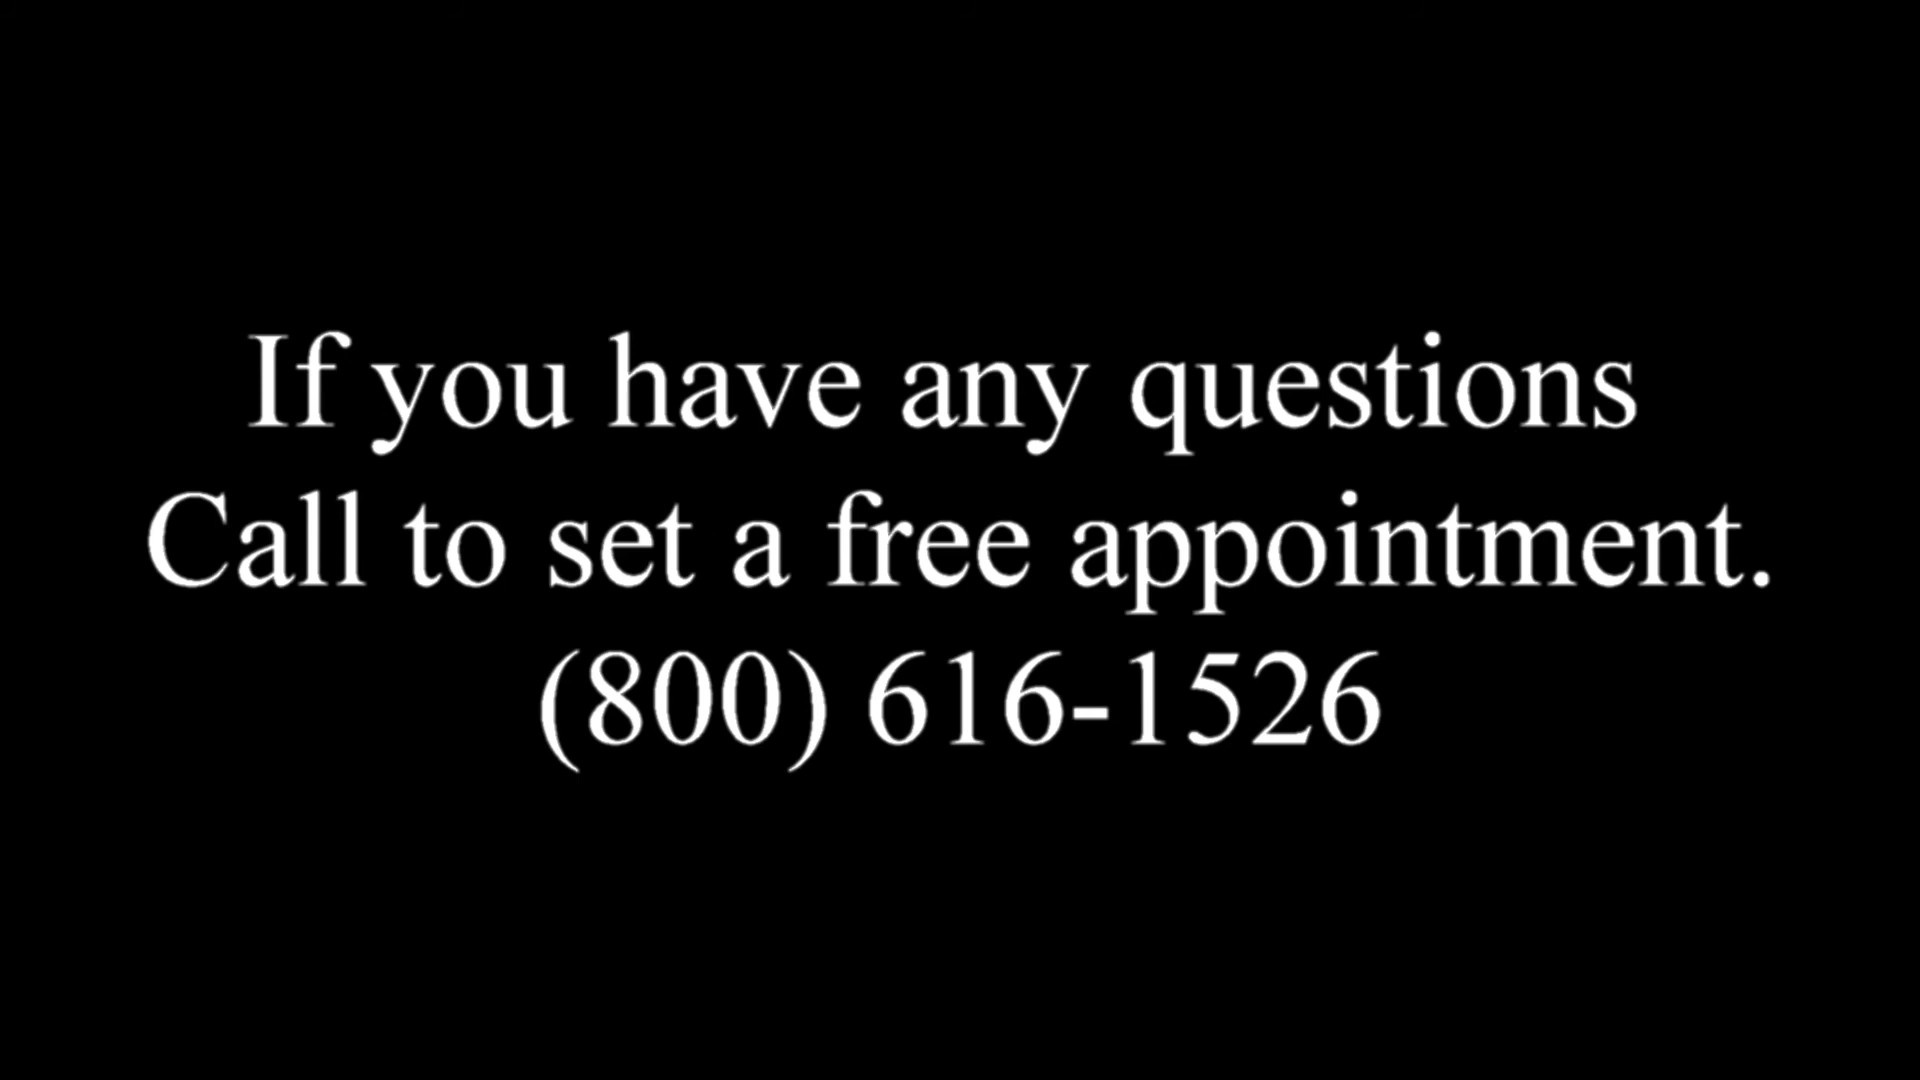 If you have any questions
Call to set a free appointment.
(800) 616-1526